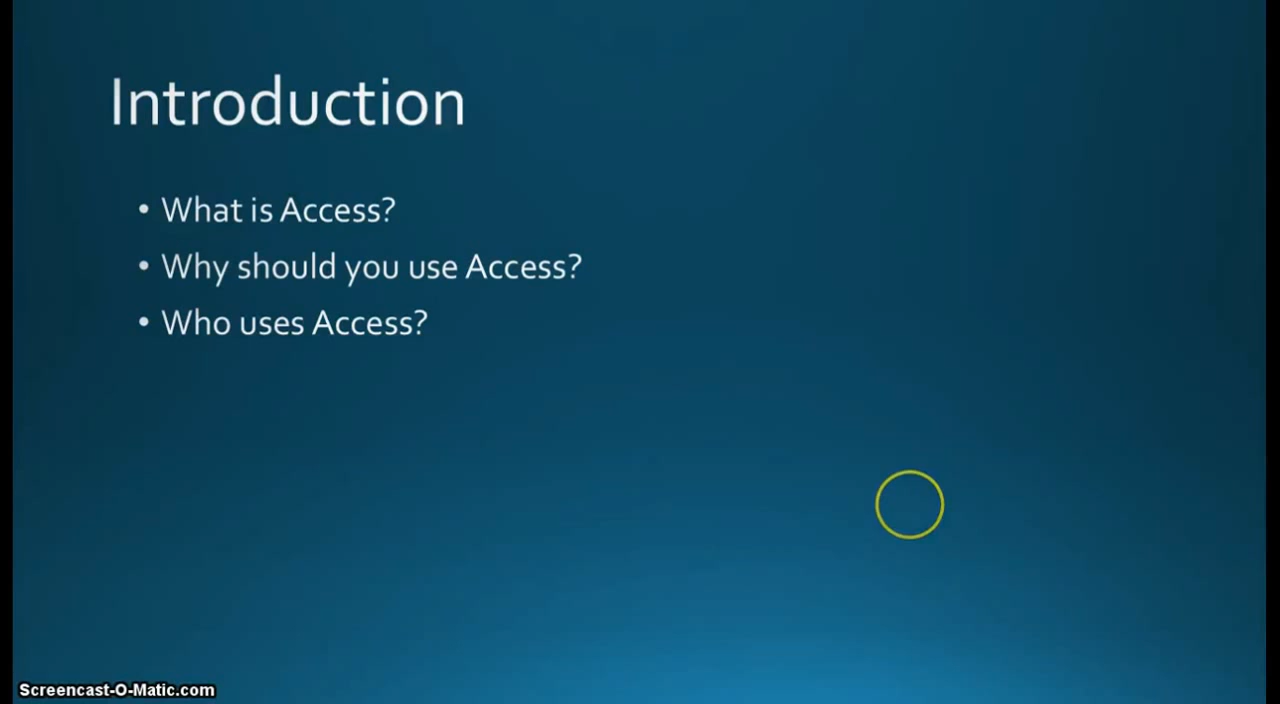 Introduction
• What is Access?
• Why should you use Access?
• Who uses Access?
Screencast-O-Matic.com